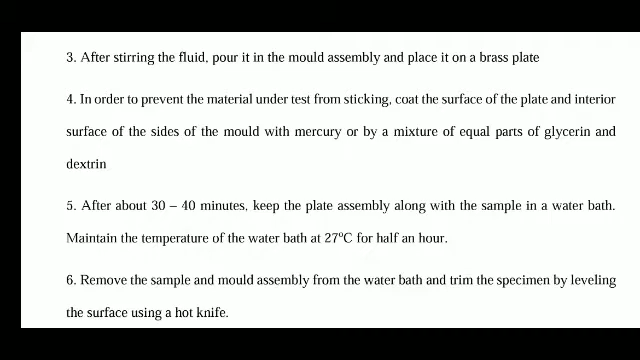 3. After stirring the fluid, pour it in the mould assembly and place it on a brass plate
4. In order to prevent the material under test from sticking, coat the surface of the plate and interior
surface of the sides of the mould with mercury or by a mixture of equal parts of glycerin and
dextrin
5. After about 30 – 40 minutes, keep the plate assembly along with the sample in a water bath.
Maintain the temperature of the water bath at 27ºC for half an hour.
6. Remove the sample and mould assembly from the water bath and trim the specimen by leveling
the surface using a hot knife.